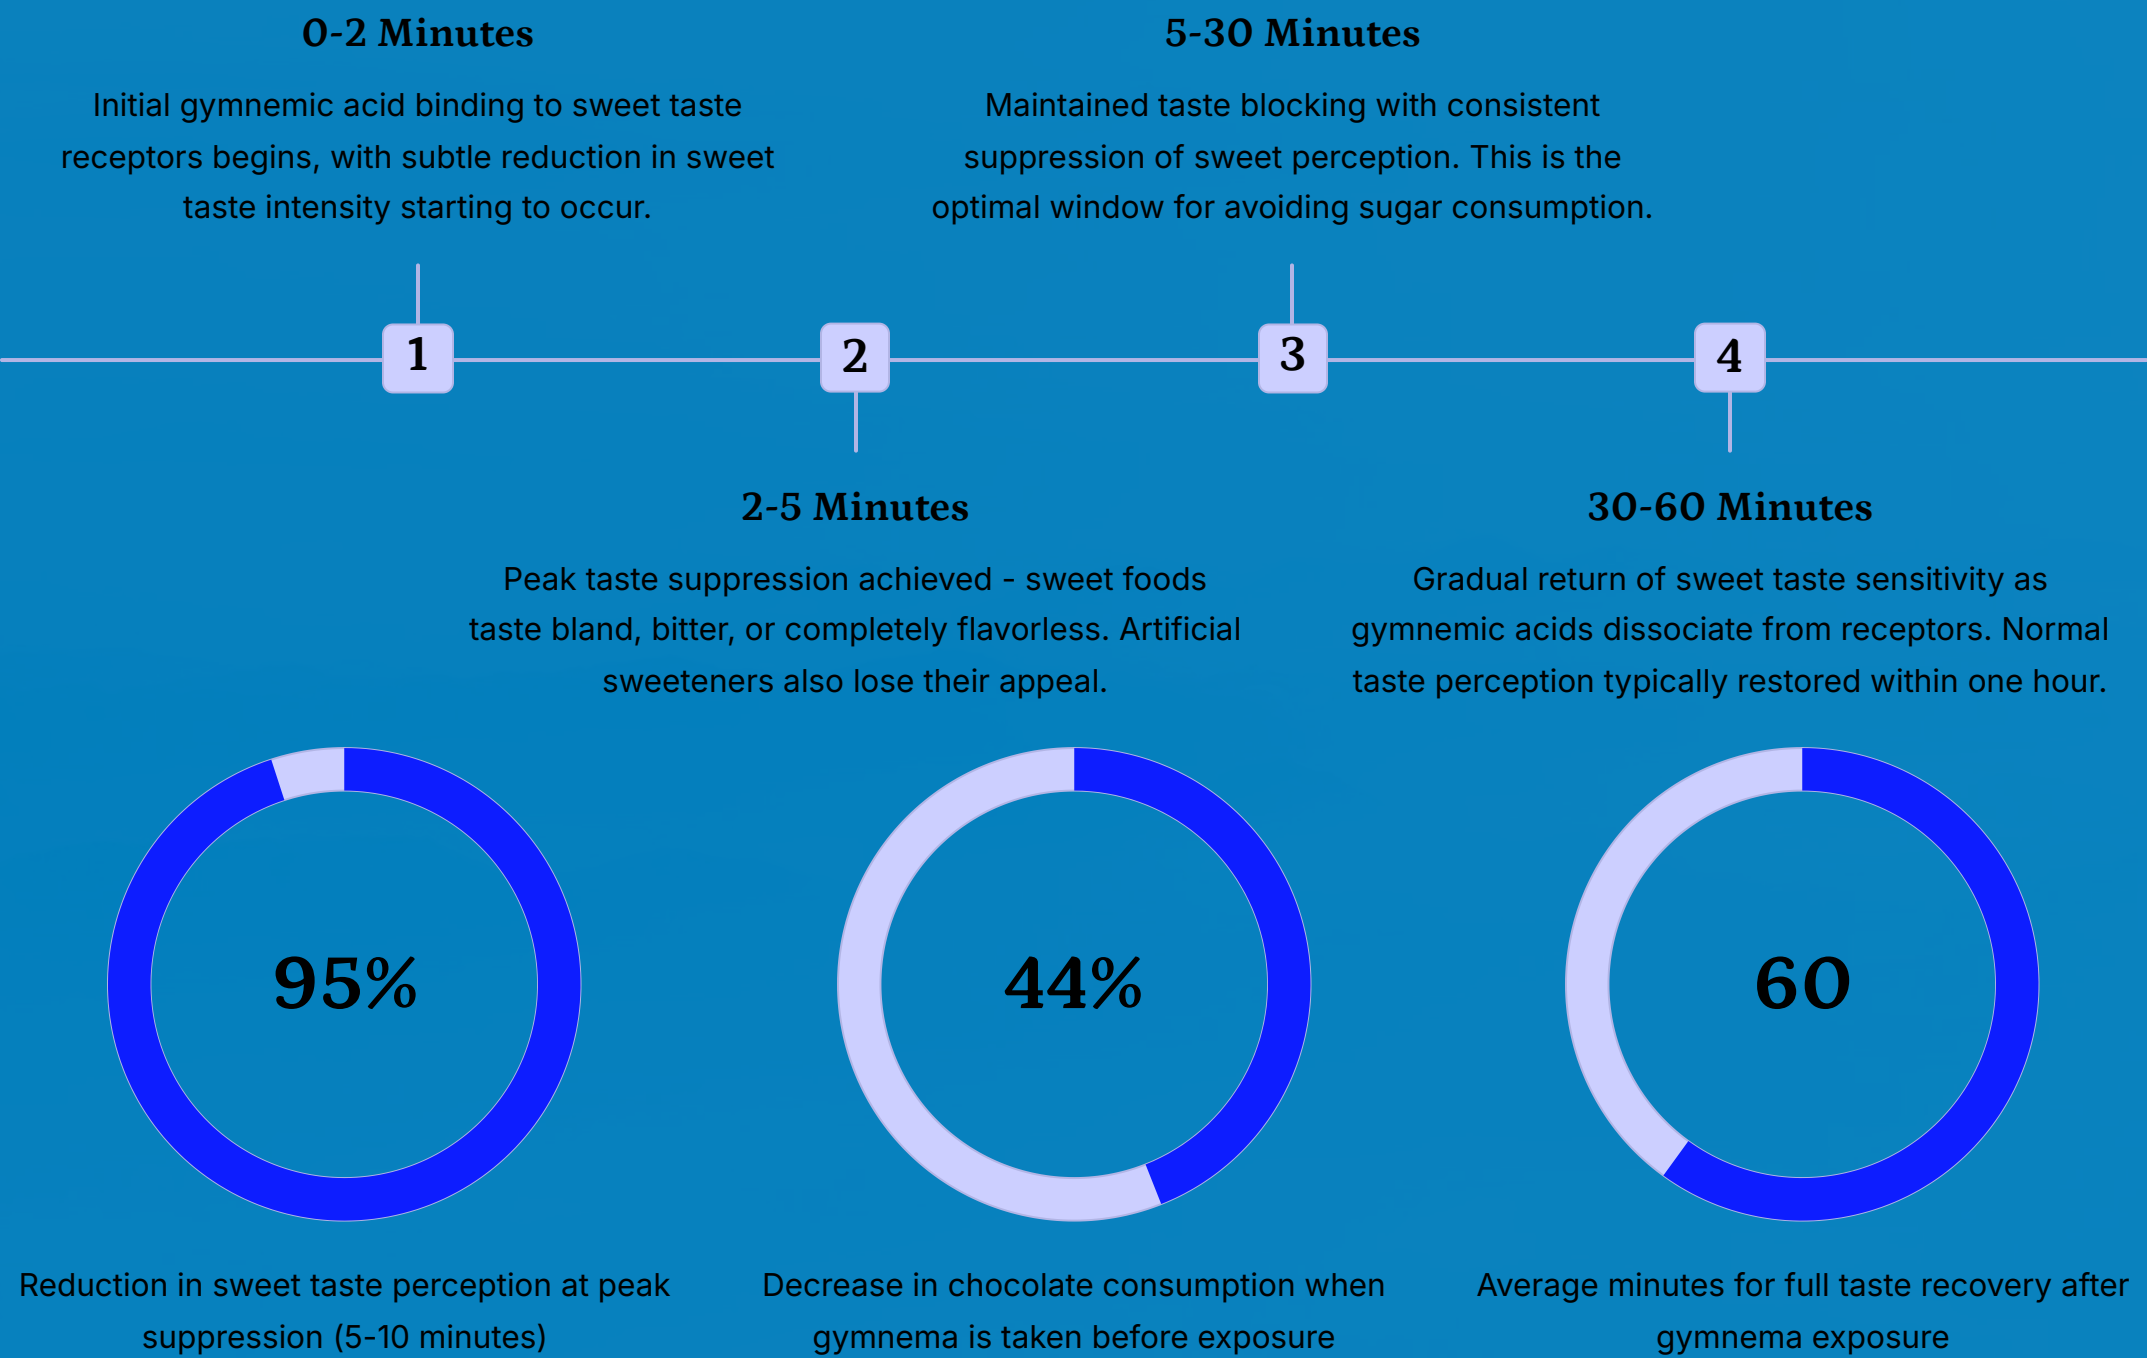 0-2 Minutes
Initial gymnemic acid binding to sweet taste
receptors begins, with subtle reduction in sweet
taste intensity starting to occur.
5-30 Minutes
Maintained taste blocking with consistent
suppression of sweet perception. This is the
optimal window for avoiding sugar consumption.
1
2
3
4
2-5 Minutes
Peak taste suppression achieved - sweet foods
taste bland, bitter, or completely flavorless. Artificial
sweeteners also lose their appeal.
30-60 Minutes
Gradual return of sweet taste sensitivity as
gymnemic acids dissociate from receptors. Normal
taste perception typically restored within one hour.
95%
Reduction in sweet taste perception at peak
suppression (5-10 minutes)
44%
Decrease in chocolate consumption when
gymnema is taken before exposure
60
Average minutes for full taste recovery after
gymnema exposure